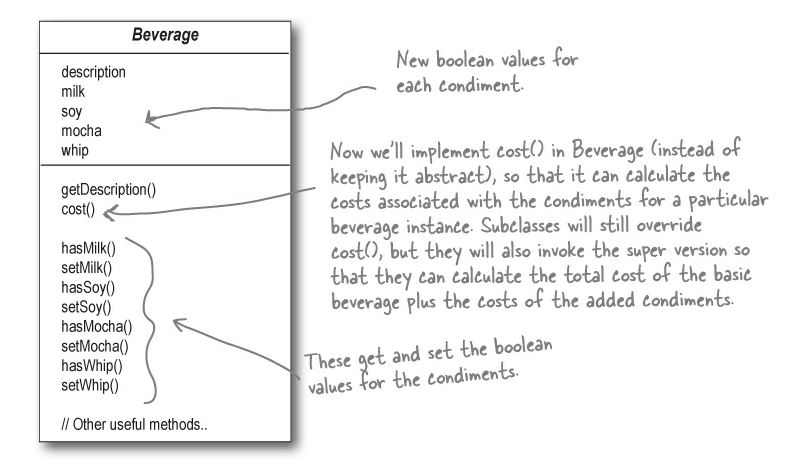 Beverage
description
milk
soy
mocha
whip
getDescription()
cost()
hasMilk()
setMilk()
hasSoy()
setSoy()
hasMocha()
setMocha()
hasWhip()
setWhip()
// Other useful methods..
New boolean values for
each condiment.
Now we'll implement cost() in Beverage (instead of
keeping it abstract), so that it can calculate the
costs associated with the condiments for a particular
beverage instance. Subclasses will still override
cost(), but they will also invoke the super version so
that they can calculate the total cost of the basic
beverage plus the costs of the added condiments.
These get and set the boolean
values for the condiments.